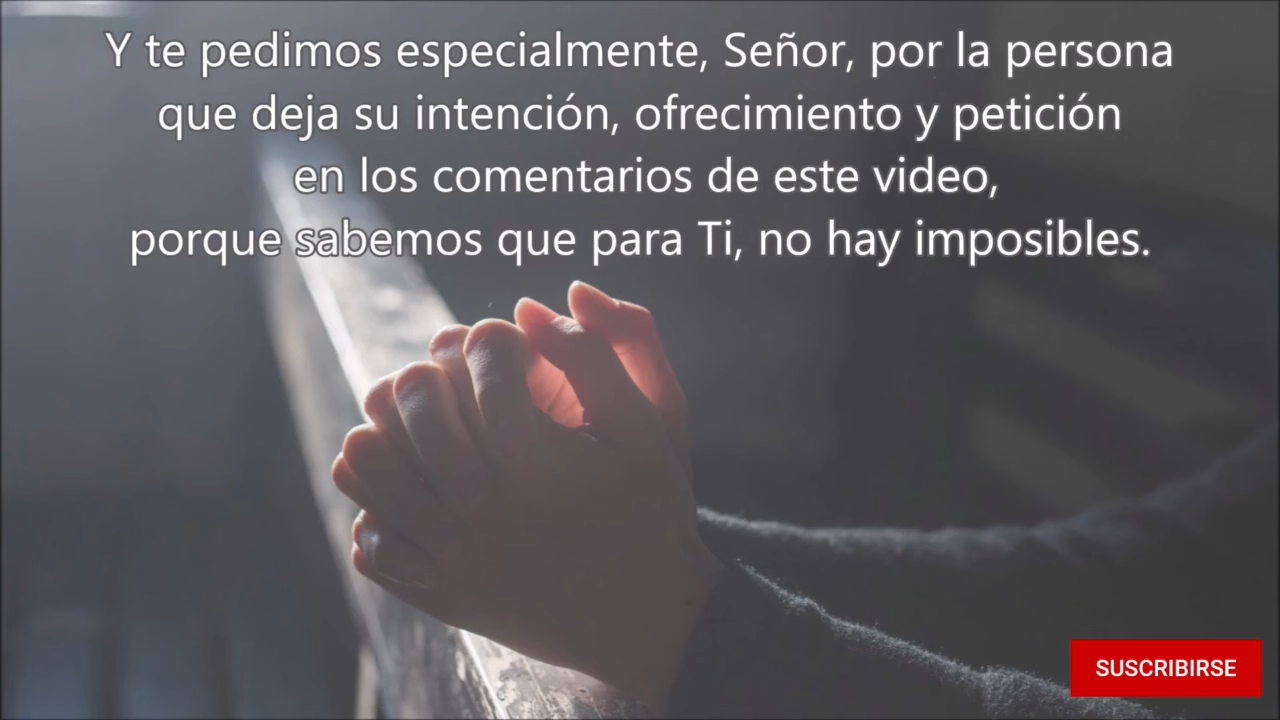 Y te pedimos especialmente, Señor, por la persona
que deja su intención, ofrecimiento y petición
en los comentarios de este video,
porque sabemos que para Ti, no hay imposibles.
SUSCRIBIRSE